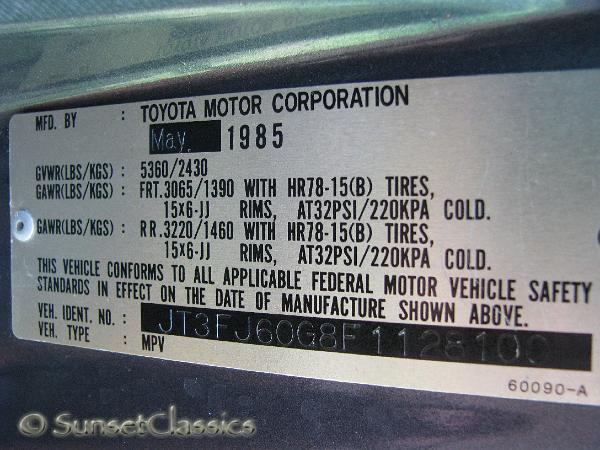 MFD. BY : TOYOTA MOTOR CORPORATION
May. 1985
GVWR(LBS/KGS) : 5360/2430
GAWR(LBS/KGS) : FRT. 3065/1390 WITH HR78-15(B) TIRES,
15X6-JJ RIMS, AT32PSI/220KPA COLD.
GAWR(LBS/KGS) : RR. 3220/1460 WITH HR78-15(B) TIRES,
15X6-JJ RIMS, AT32PSI/220KPA COLD.
THIS VEHICLE CONFORMS TO ALL APPLICABLE FEDERAL MOTOR VEHICLE SAFETY
STANDARDS IN EFFECT ON THE DATE OF MANUFACTURE SHOWN ABOVE.
VEH. IDENT. NO. : JT3FJ60G8F1128100
VEH. TYPE : MPV
60090-A
© SunsetClassics